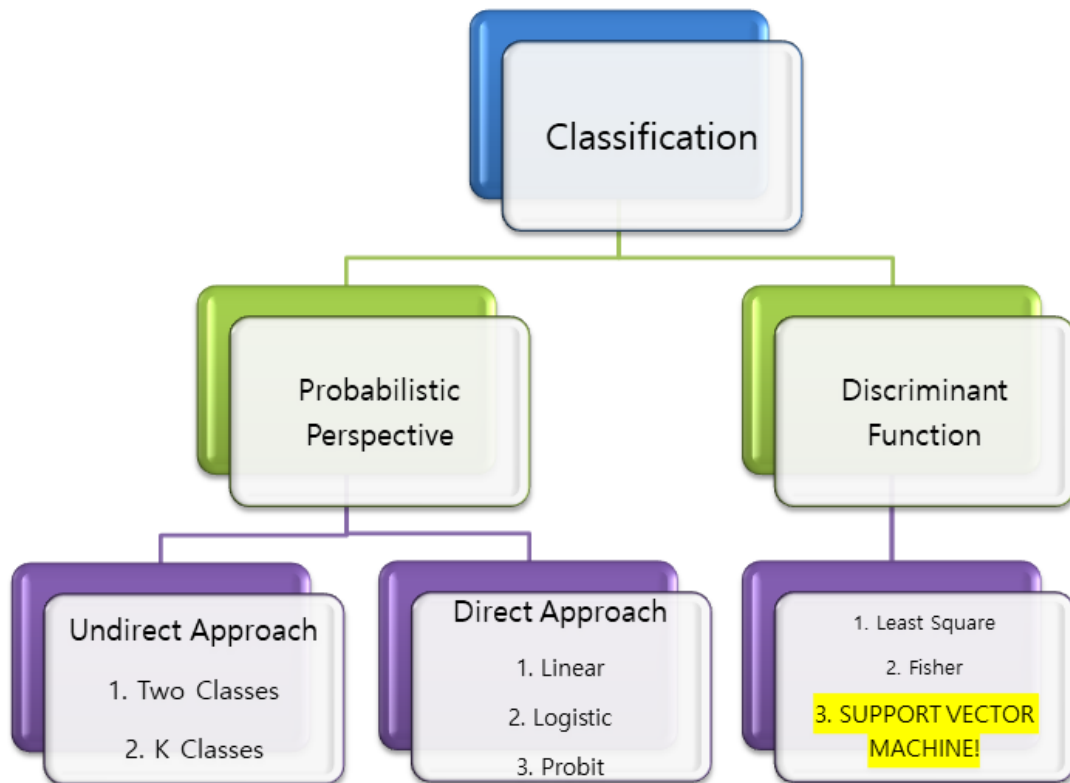 Classification
Probabilistic
Perspective
Discriminant
Function
Undirect Approach
1. Two Classes
2. K Classes
Direct Approach
1. Linear
2. Logistic
3. Probit
1. Least Square
2. Fisher
3. SUPPORT VECTOR
MACHINE!